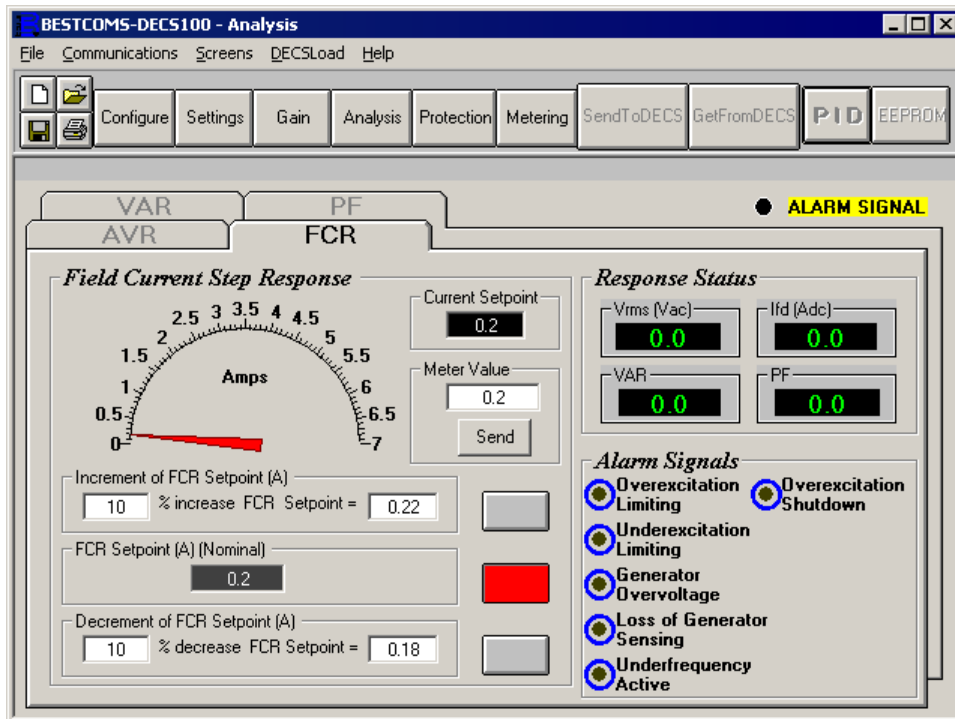 BESTCOMS-DECS100 - Analysis
File Communications Screens DECSLoad Help
Configure Settings Gain Analysis Protection Metering SendToDECS GetFromDECS PID EEPROM
VAR PF
ALARM SIGNAL
AVR FCR
Field Current Step Response
0 0.5 1 1.5 2 2.5 3 3.5 4 4.5 5 5.5 6 6.5 7
Amps
Current Setpoint
0.2
Meter Value
0.2
Send
Increment of FCR Setpoint (A)
10 % increase FCR Setpoint = 0.22
FCR Setpoint (A) (Nominal)
0.2
Decrement of FCR Setpoint (A)
10 % decrease FCR Setpoint = 0.18
Response Status
Vrms (Vac)
0.0
Ifd (Adc)
0.0
VAR
0.0
PF
0.0
Alarm Signals
Overexcitation
Limiting
Overexcitation
Shutdown
Underexcitation
Limiting
Generator
Overvoltage
Loss of Generator
Sensing
Underfrequency
Active